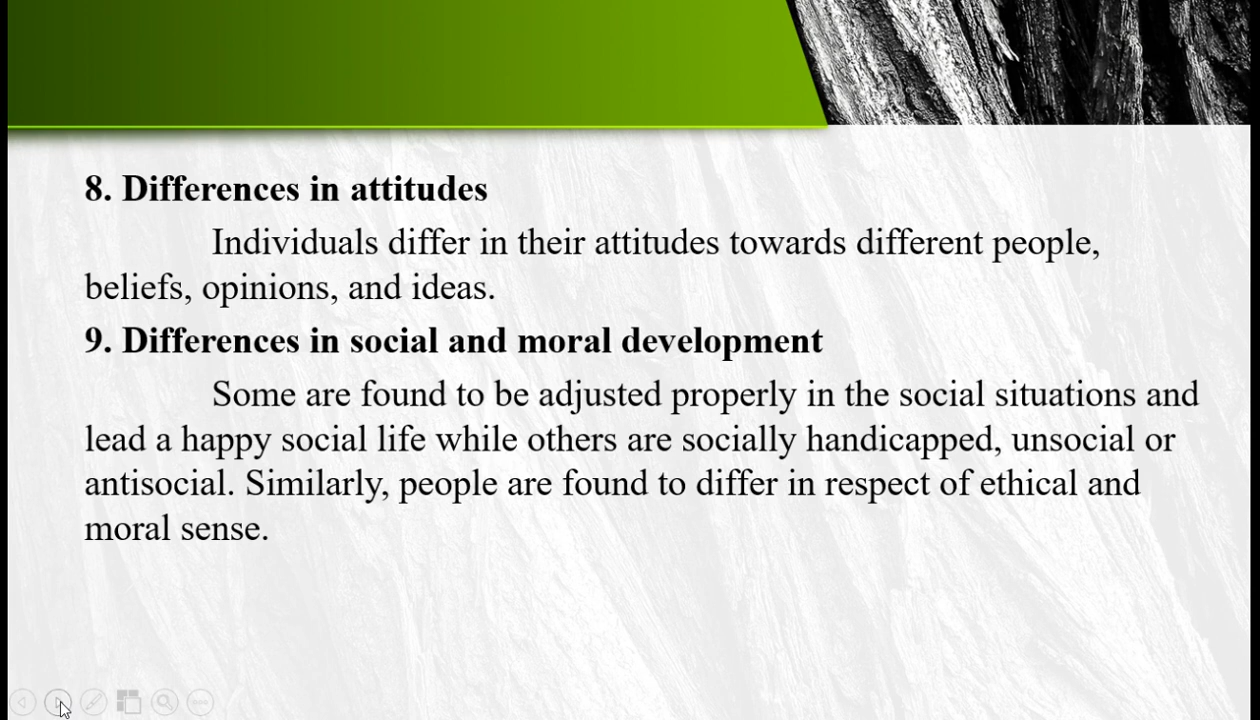 8. Differences in attitudes
Individuals differ in their attitudes towards different people,
beliefs, opinions, and ideas.
9. Differences in social and moral development
Some are found to be adjusted properly in the social situations and
lead a happy social life while others are socially handicapped, unsocial or
antisocial. Similarly, people are found to differ in respect of ethical and
moral sense.